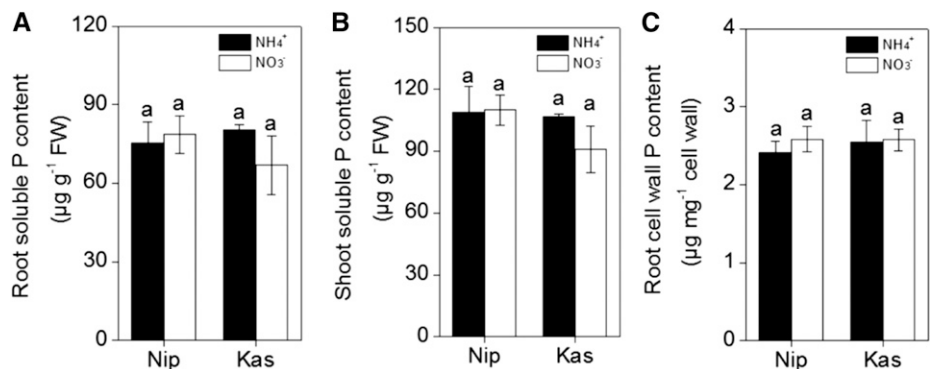 A
Root soluble P content
(µg g⁻¹ FW)
120
90
60
30
0
NH₄⁺
NO₃⁻
a a a a
Nip Kas
B
Shoot soluble P content
(µg g⁻¹ FW)
150
120
90
60
30
0
NH₄⁺
NO₃⁻
a a a a
Nip Kas
C
Root cell wall P content
(µg mg⁻¹ cell wall)
4
3
2
1
0
NH₄⁺
NO₃⁻
a a a a
Nip Kas